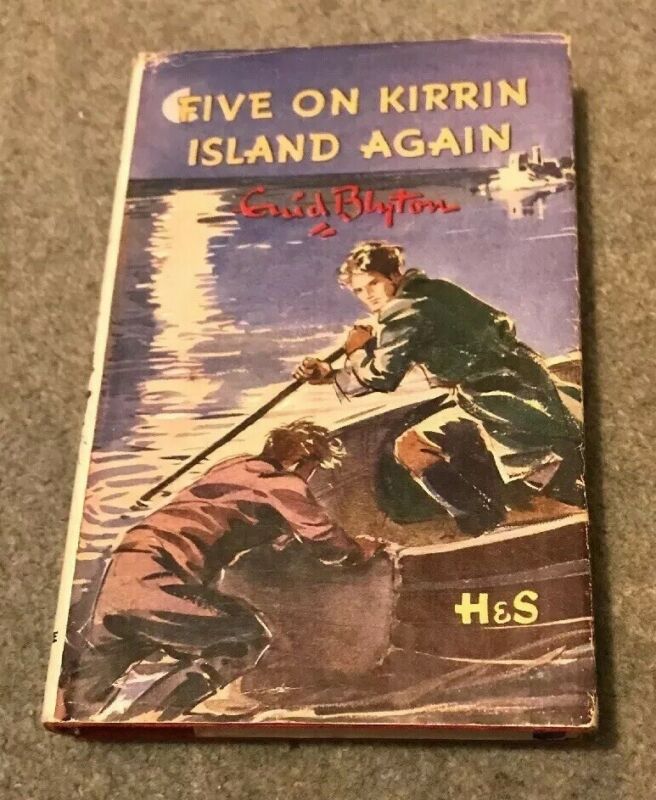 FIVE ON KIRRIN
ISLAND AGAIN
Enid Blyton
H&S